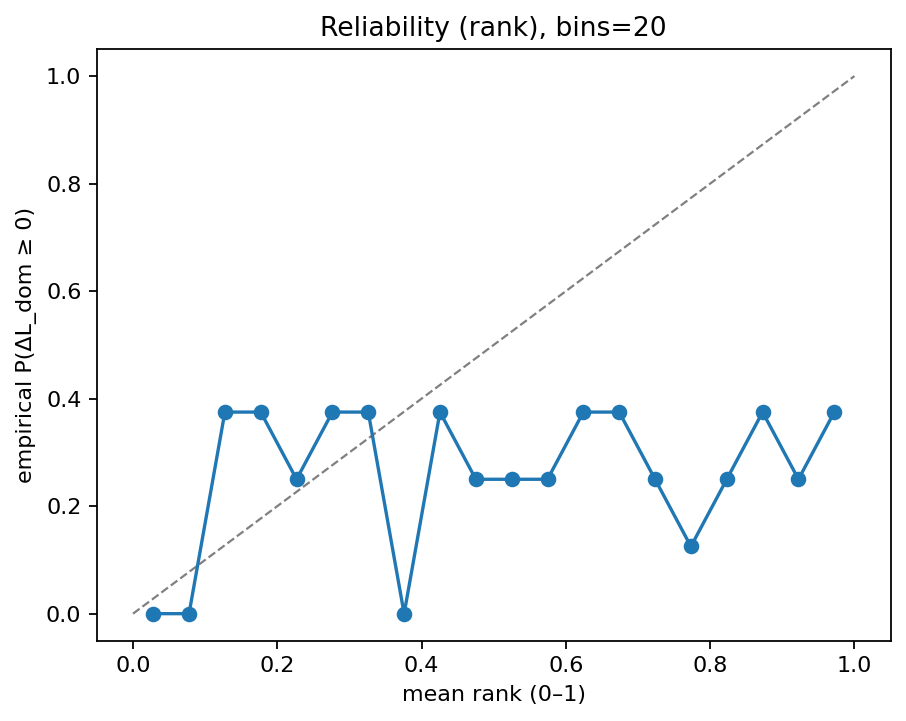 Reliability (rank), bins=20
empirical P(ΔL_dom ≥ 0)
1.0
0.8
0.6
0.4
0.2
0.0
0.0 0.2 0.4 0.6 0.8 1.0
mean rank (0–1)